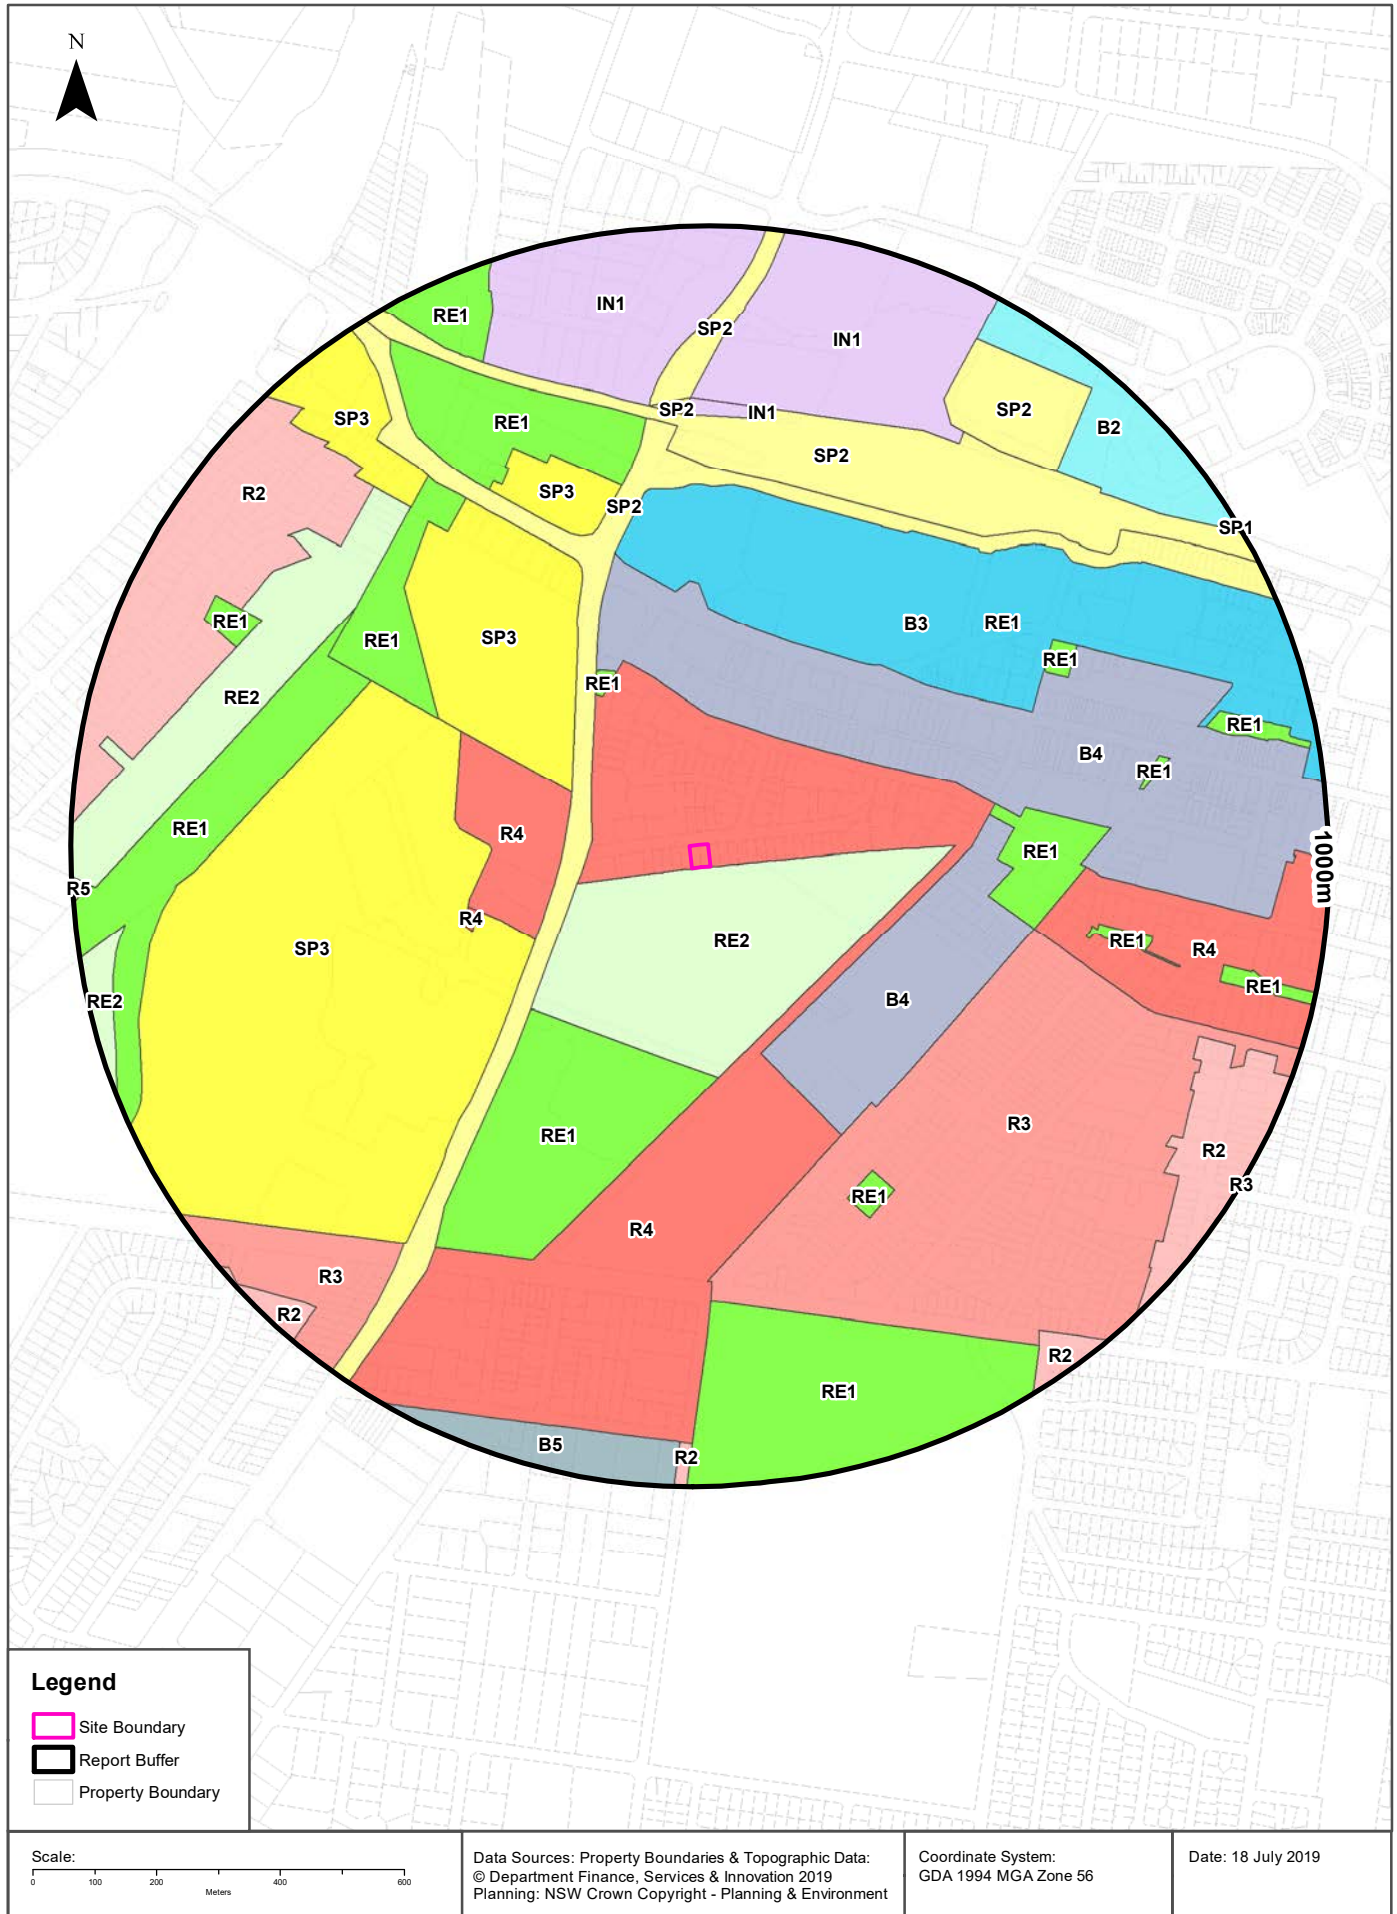 N
IN1
RE1
SP2
IN1
SP2
IN1
SP2
SP3
RE1
B2
SP2
R2
SP3
SP2
SP1
RE1
RE1
SP3
B3
RE1
RE1
RE1
RE2
RE1
B4
RE1
RE1
R4
RE1
1000m
R5
R4
SP3
RE2
RE1
R4
RE1
RE2
B4
R3
RE1
R2
R3
RE1
R4
R3
R2
R2
RE1
B5
R2
Legend
Site Boundary
Report Buffer
Property Boundary
Scale:
0 100 200 400 600
Meters
Data Sources: Property Boundaries & Topographic Data:
© Department Finance, Services & Innovation 2019
Planning: NSW Crown Copyright - Planning & Environment
Coordinate System:
GDA 1994 MGA Zone 56
Date: 18 July 2019